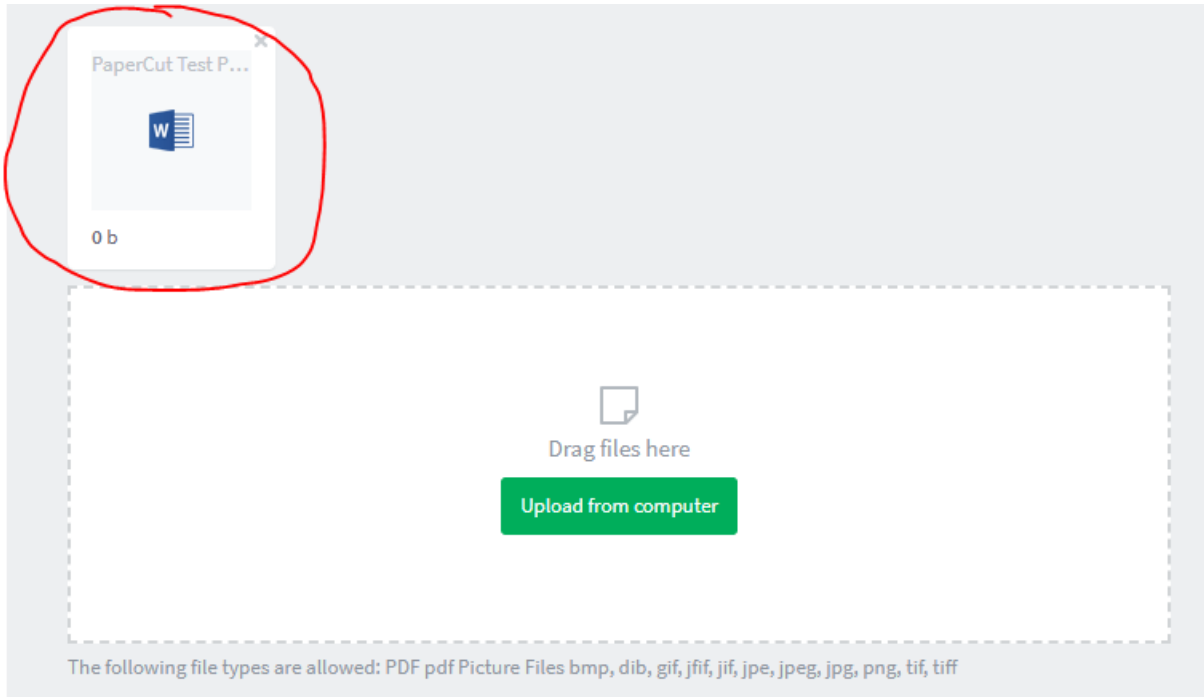 PaperCut Test P...
W
0 b
Drag files here
Upload from computer
The following file types are allowed: PDF pdf Picture Files bmp, dib, gif, jfif, jif, jpe, jpeg, jpg, png, tif, tiff